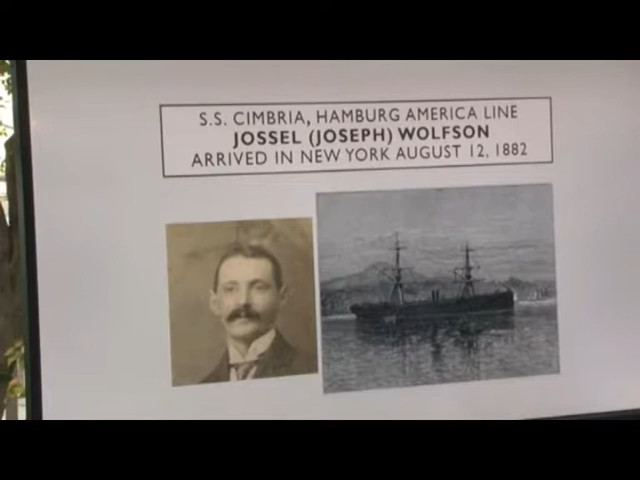 S.S. CIMBRIA, HAMBURG AMERICA LINE
JOSSEL (JOSEPH) WOLFSON
ARRIVED IN NEW YORK AUGUST 12, 1882